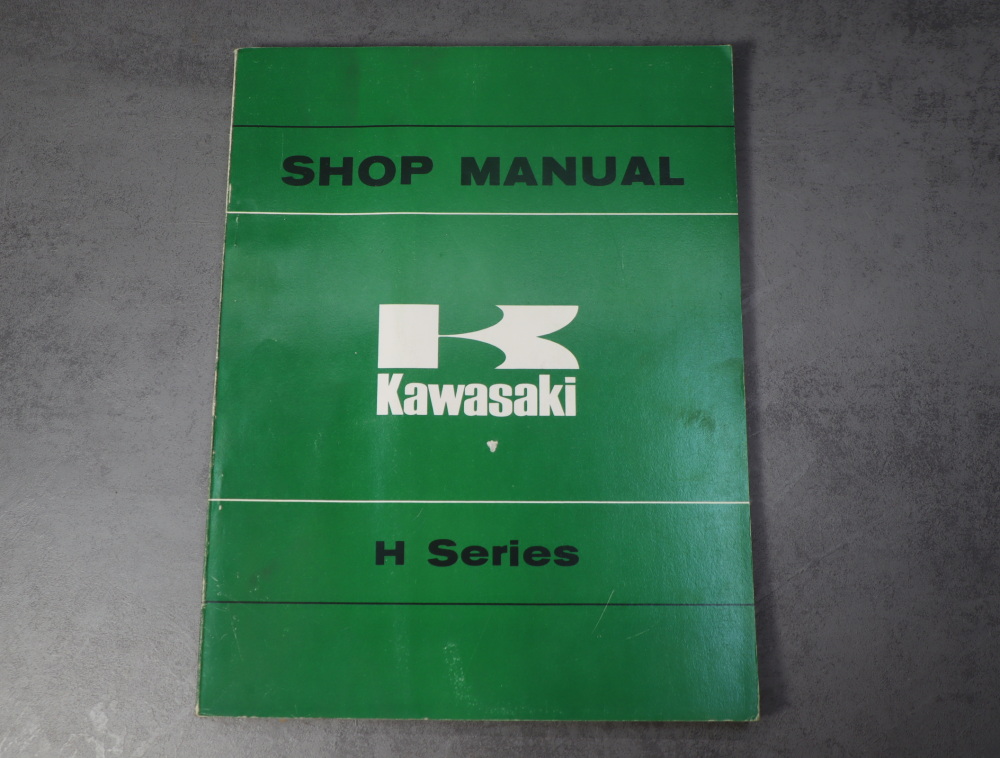 SHOP MANUAL
Kawasaki
H Series